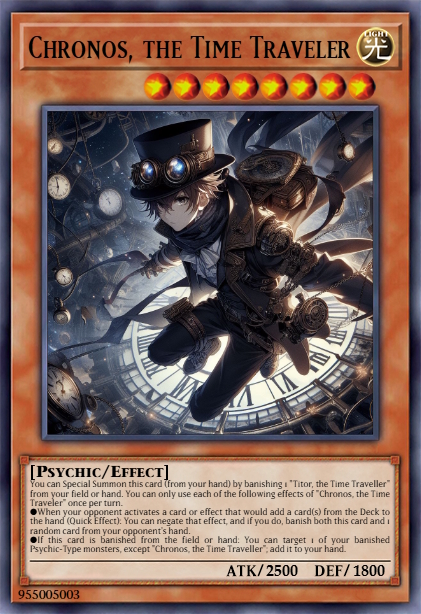 CHRONOS, THE TIME TRAVELER
LIGHT
光
[PSYCHIC/EFFECT]
You can Special Summon this card (from your hand) by banishing 1 "Titor, the Time Traveller"
from your field or hand. You can only use each of the following effects of "Chronos, the Time
Traveler" once per turn.
●When your opponent activates a card or effect that would add a card(s) from the Deck to
the hand (Quick Effect): You can negate that effect, and if you do, banish both this card and 1
random card from your opponent's hand.
●If this card is banished from the field or hand: You can target 1 of your banished
Psychic-Type monsters, except "Chronos, the Time Traveller"; add it to your hand.
ATK/2500 DEF/1800
955005003